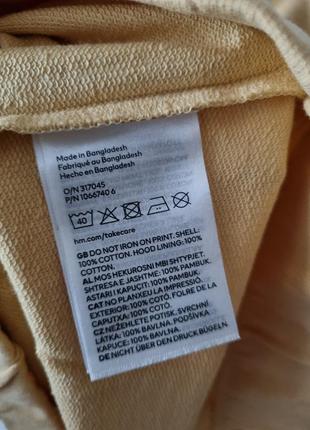 Made in Bangladesh
Fabriqué au Bangladesh
Hecho en Bangladesh
O/N 317045
P/N 1066740 6
40
hm.com/takecare
GB DO NOT IRON ON PRINT. SHELL:
100% COTTON. HOOD LINING: 100%
COTTON.
AL MOS HEKUROSNI MBI SHTYPJET.
SHTRESA E JASHTME: 100% PAMBUK.
ASTARI I KAPUÇIT: 100% PAMBUK.
CAT NO PLANXEU LA IMPRESSIÓ.
EXTERIOR: 100% COTÓ. FOLRE DE LA
CAPUTXA: 100% COTÓ.
CZ NEŽEHLETE POTISK. SVRCHNÍ
LÁTKA: 100% BAVLNA. PODŠÍVKA
KAPUCE: 100% BAVLNA.
DE NICHT ÜBER DEN DRUCK BÜGELN.